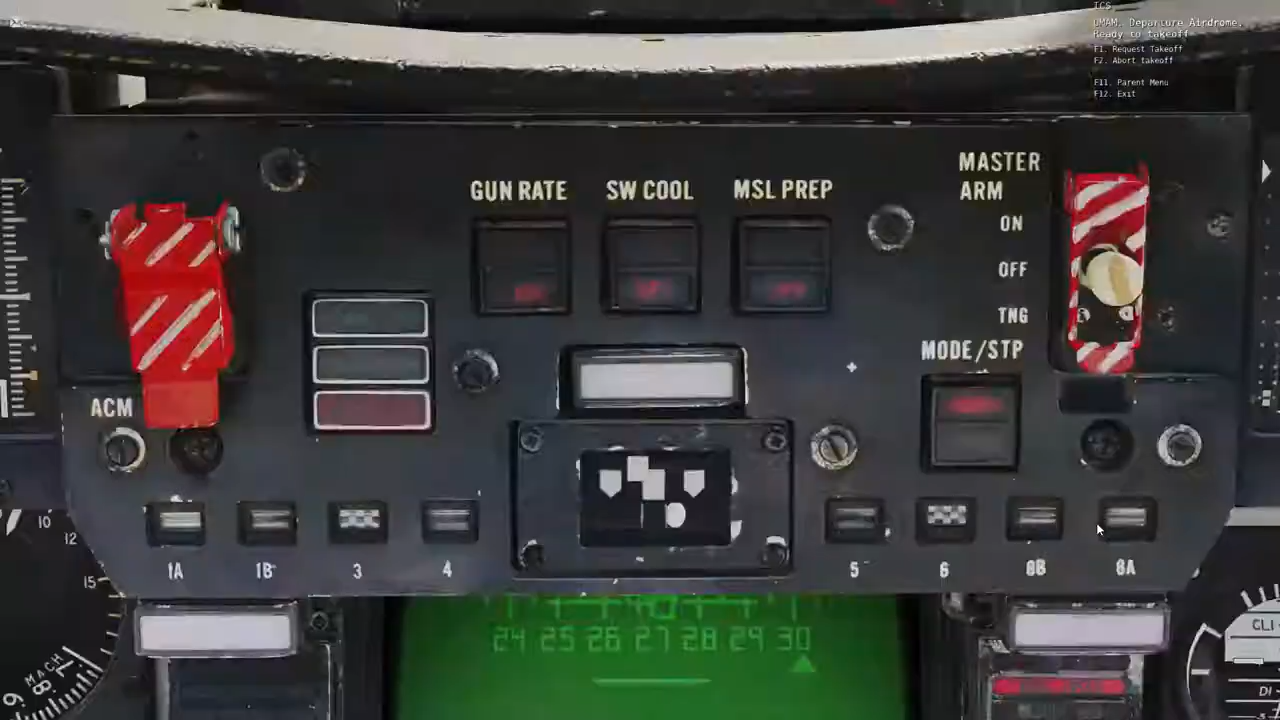 ICS
UMAM. Departure Airdrome.
Ready to takeoff
F1. Request Takeoff
F2. Abort takeoff
F11. Parent Menu
F12. Exit
MASTER
ARM
GUN RATE SW COOL MSL PREP
ON
OFF
TNG
MODE/STP
ACM
1A 1B 3 4 5 6 8B 8A
10
12
15
24 25 26 27 28 29 30
MACH
8